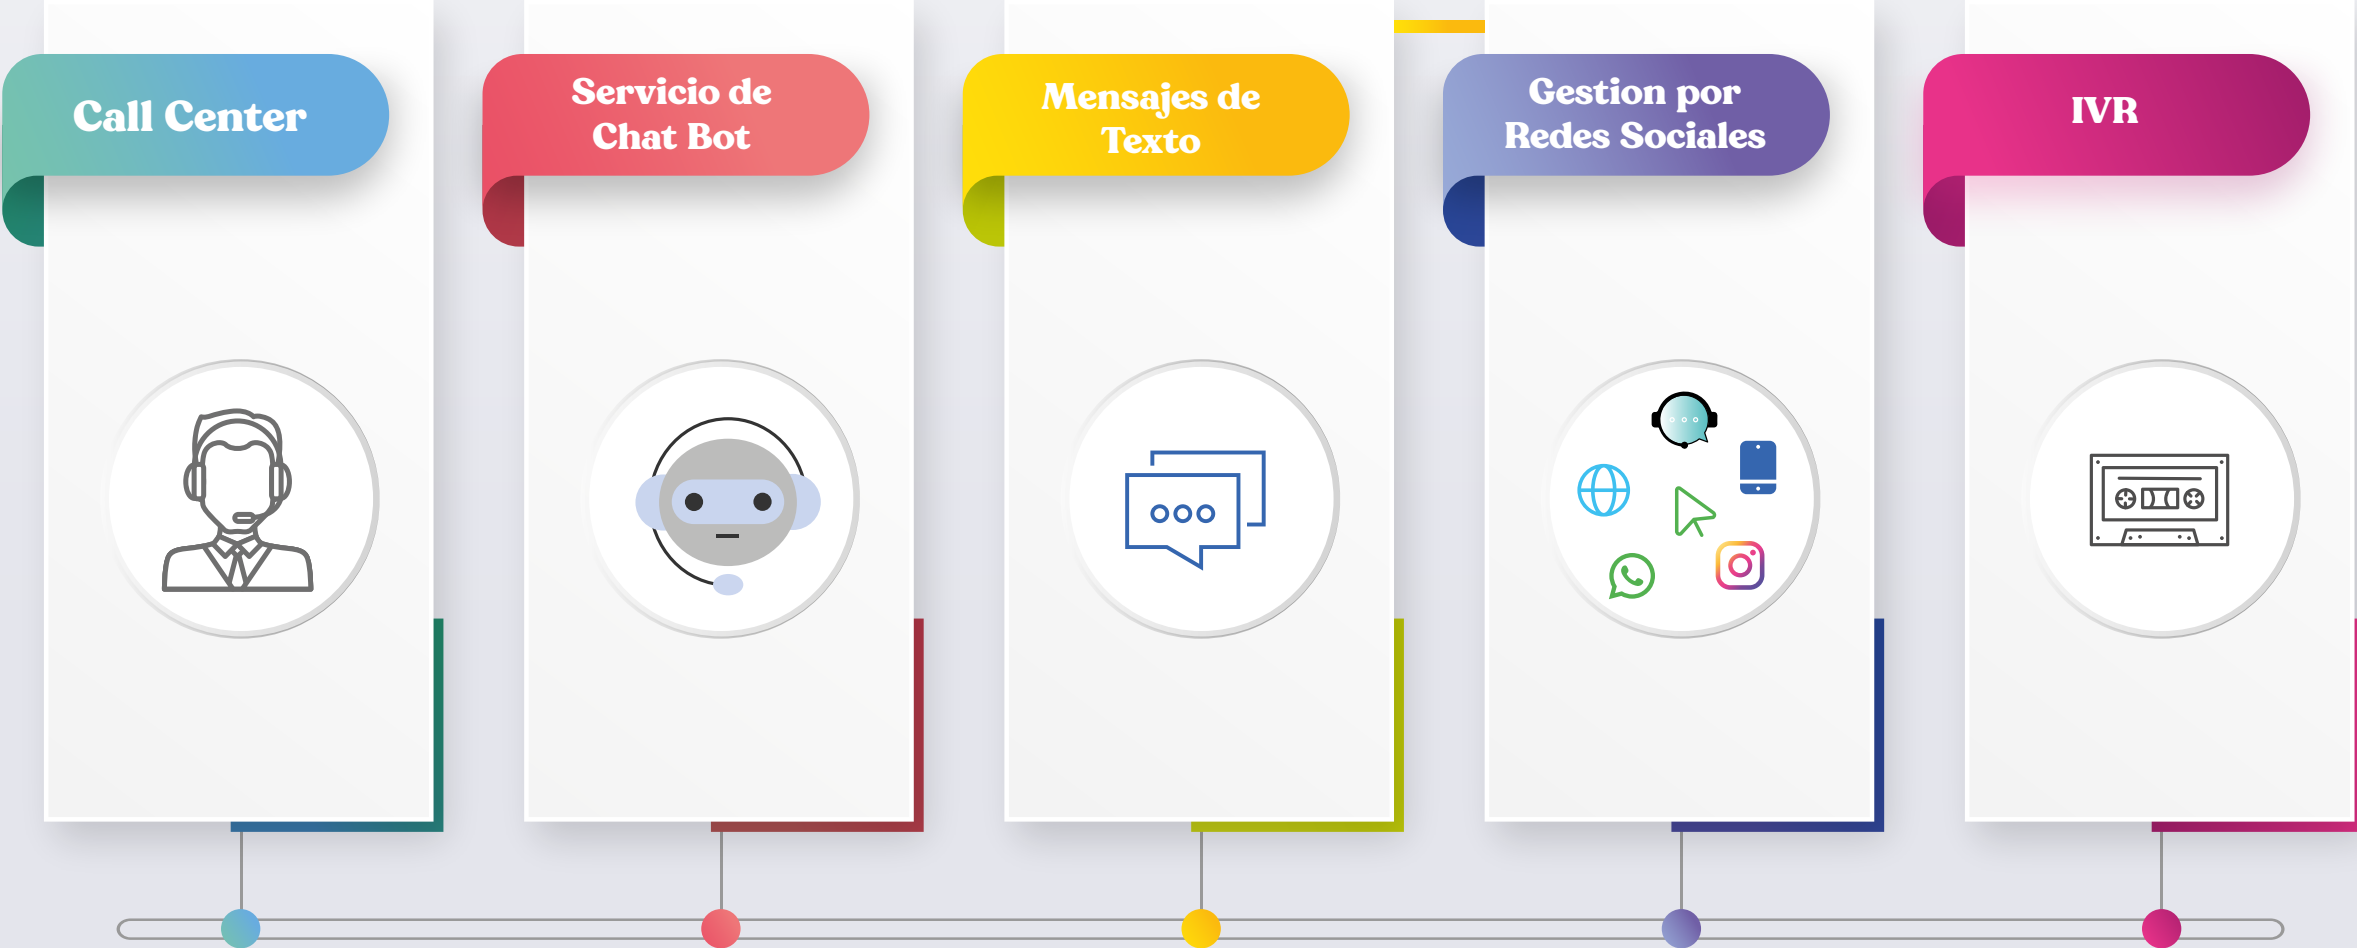 Call Center
Servicio de
Chat Bot
Mensajes de
Texto
Gestion por
Redes Sociales
IVR